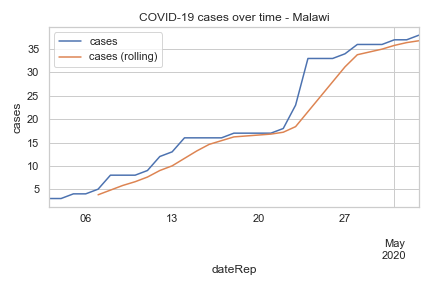 COVID-19 cases over time - Malawi
cases
cases (rolling)
cases
35
30
25
20
15
10
5
06
13
20
27
May
2020
dateRep